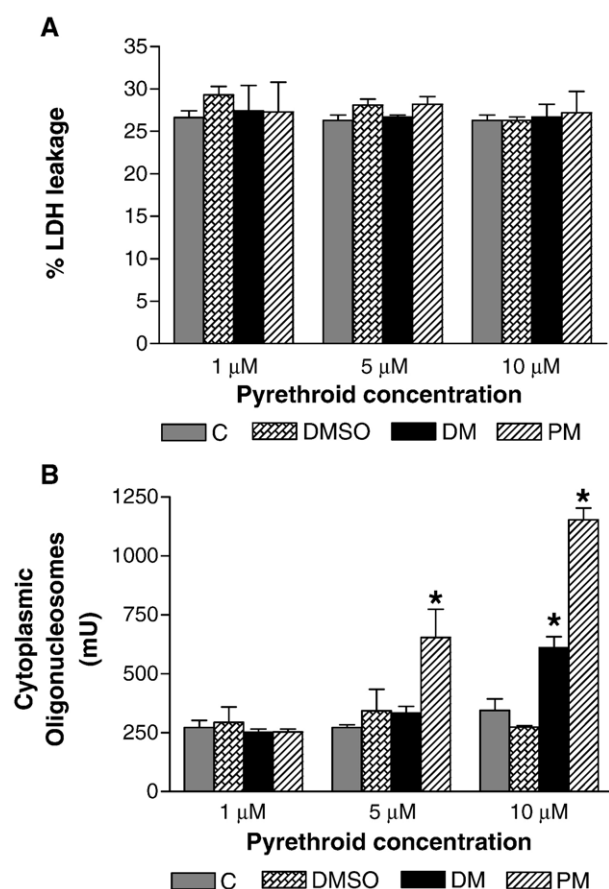 A
% LDH leakage
35
30
25
20
15
10
5
0
1 μM 5 μM 10 μM
Pyrethroid concentration
C DMSO DM PM
B
Cytoplasmic
Oligonucleosomes
(mU)
1250
1000
750
500
250
0
*
*
*
1 μM 5 μM 10 μM
Pyrethroid concentration
C DMSO DM PM